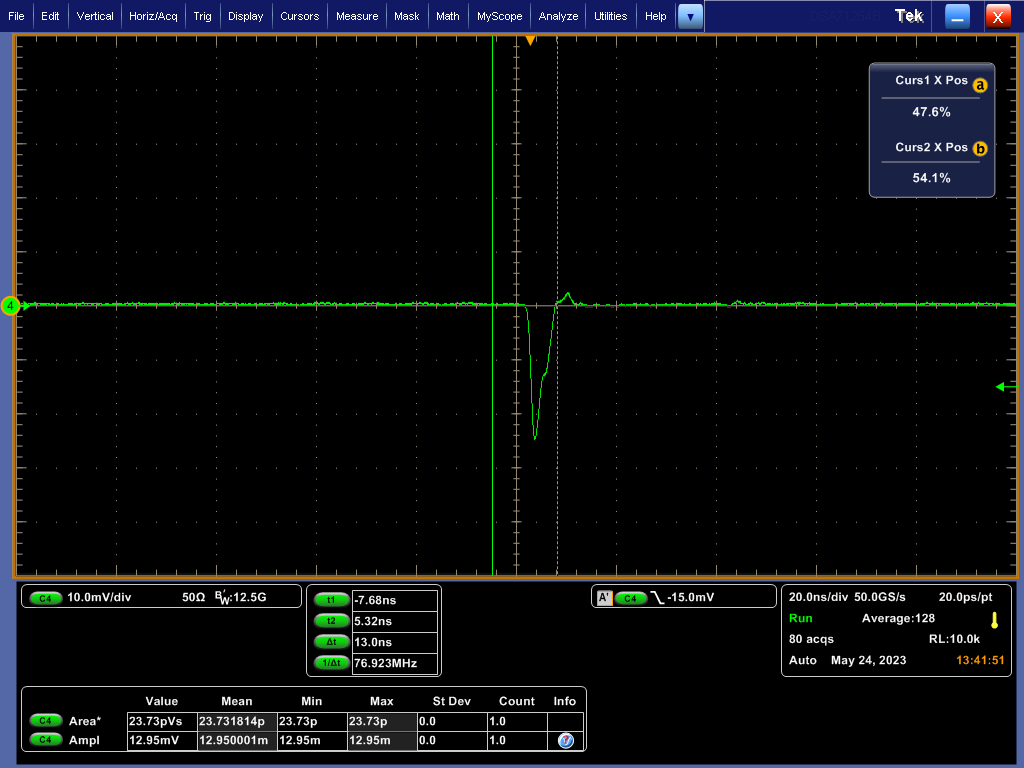 File Edit Vertical Horiz/Acq Trig Display Cursors Measure Mask Math MyScope Analyze Utilities Help Tek X
Curs1 X Pos a
47.6%
Curs2 X Pos b
54.1%
4
C4 10.0mV/div 50Ω BW:12.5G
t1 -7.68ns
t2 5.32ns
Δt 13.0ns
1/Δt 76.923MHz
A' C4 -15.0mV
20.0ns/div 50.0GS/s 20.0ps/pt
Run Average:128
80 acqs RL:10.0k
Auto May 24, 2023 13:41:51
Value Mean Min Max St Dev Count Info
C4 Area* 23.73pVs 23.731814p 23.73p 23.73p 0.0 1.0
C4 Ampl 12.95mV 12.950001m 12.95m 12.95m 0.0 1.0